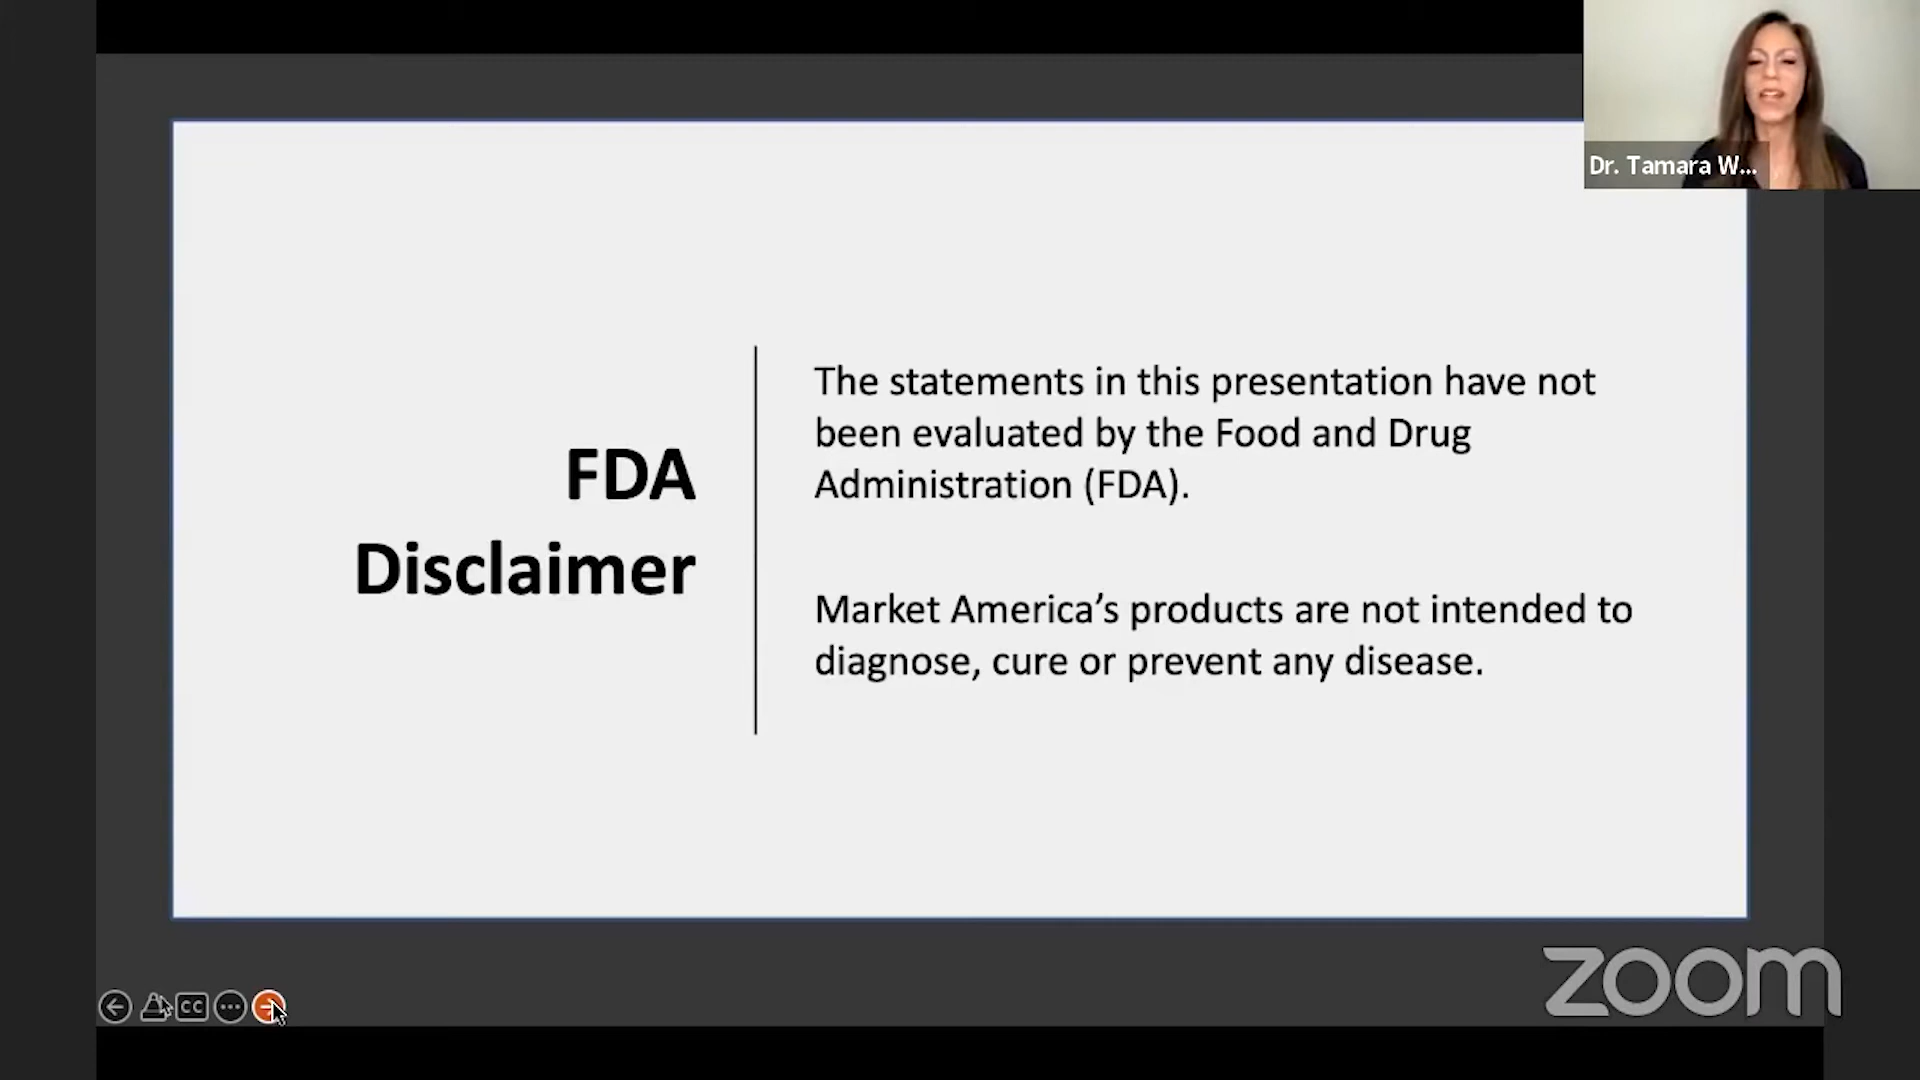 Dr. Tamara W...
FDA
Disclaimer
The statements in this presentation have not
been evaluated by the Food and Drug
Administration (FDA).
Market America’s products are not intended to
diagnose, cure or prevent any disease.
CC
zoom